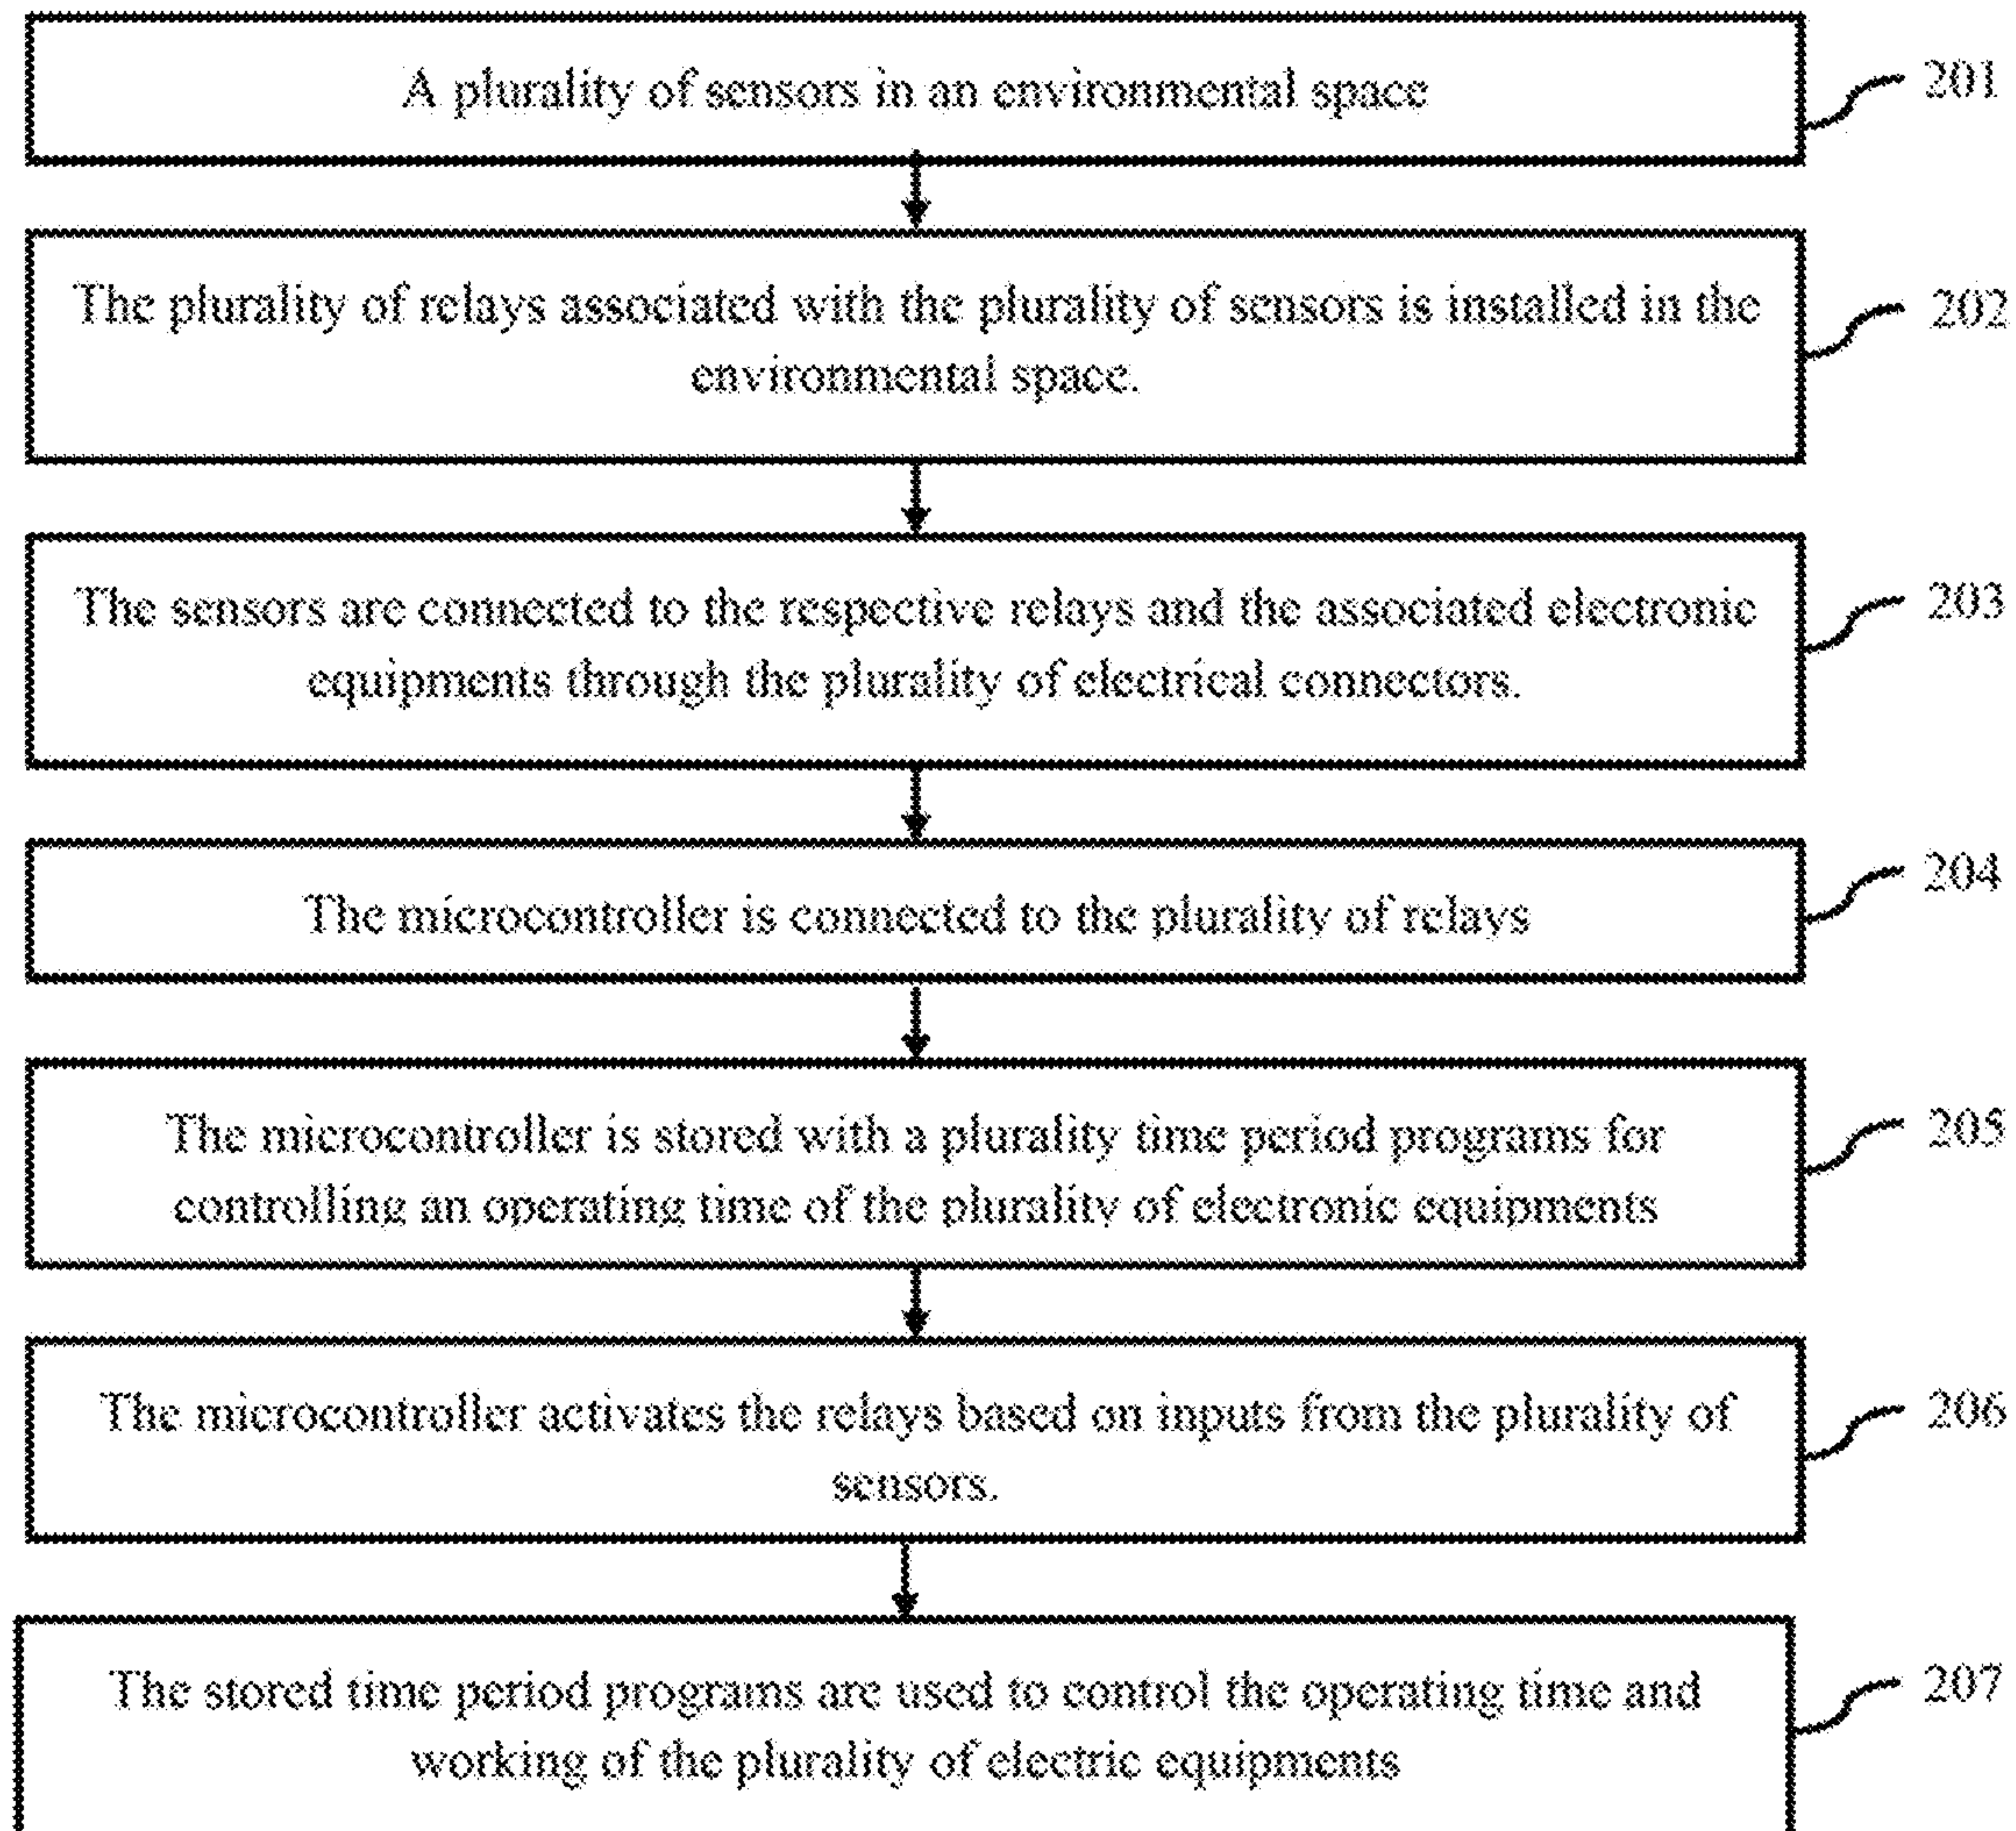 A plurality of sensors in an environmental space
201
The plurality of relays associated with the plurality of sensors is installed in the
environmental space.
202
The sensors are connected to the respective relays and the associated electronic
equipments through the plurality of electrical connectors.
203
The microcontroller is connected to the plurality of relays
204
The microcontroller is stored with a plurality time period programs for
controlling an operating time of the plurality of electronic equipments
205
The microcontroller activates the relays based on inputs from the plurality of
sensors.
206
The stored time period programs are used to control the operating time and
working of the plurality of electric equipments
207